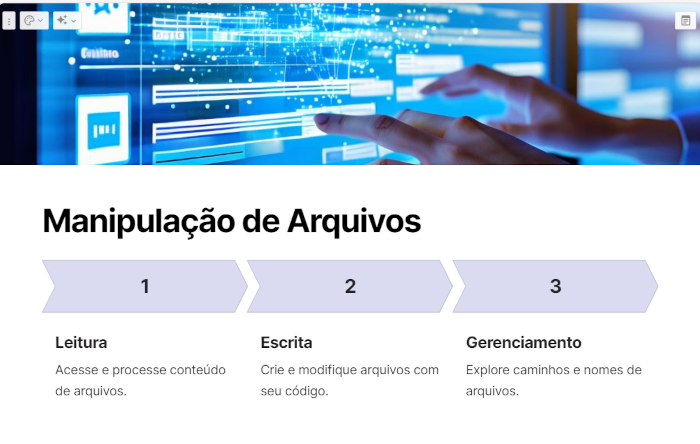 Manipulação de Arquivos
1
2
3
Leitura
Acesse e processe conteúdo
de arquivos.
Escrita
Crie e modifique arquivos com
seu código.
Gerenciamento
Explore caminhos e nomes de
arquivos.